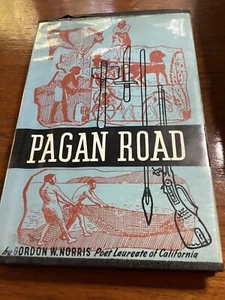 PAGAN ROAD
by GORDON W. NORRIS Poet Laureate of California